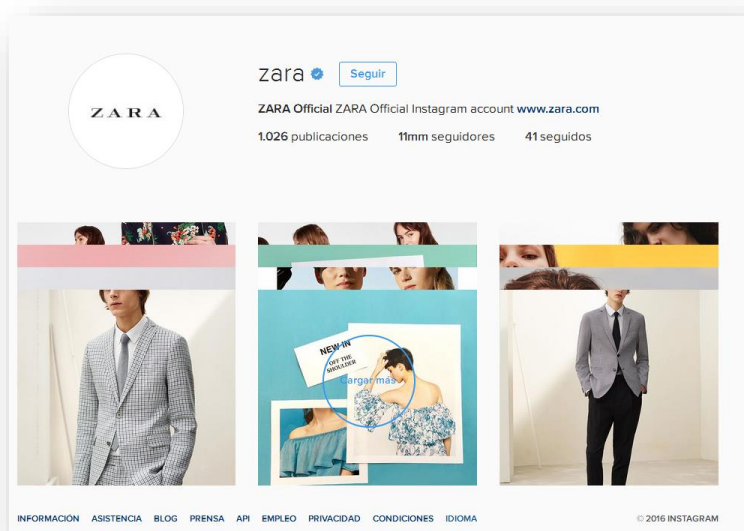 ZARA
zara Seguir
ZARA Official ZARA Official Instagram account www.zara.com
1.026 publicaciones 11mm seguidores 41 seguidos
NEW IN
OFF THE
SHOULDER
Cargar más
INFORMACIÓN ASISTENCIA BLOG PRENSA API EMPLEO PRIVACIDAD CONDICIONES IDIOMA
© 2016 INSTAGRAM